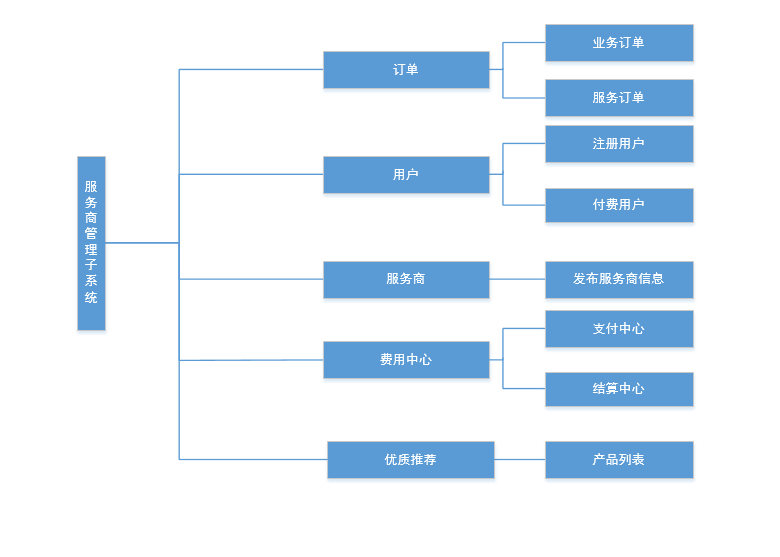 服务商管理子系统
订单
业务订单
服务订单
用户
注册用户
付费用户
服务商
发布服务商信息
费用中心
支付中心
结算中心
优质推荐
产品列表